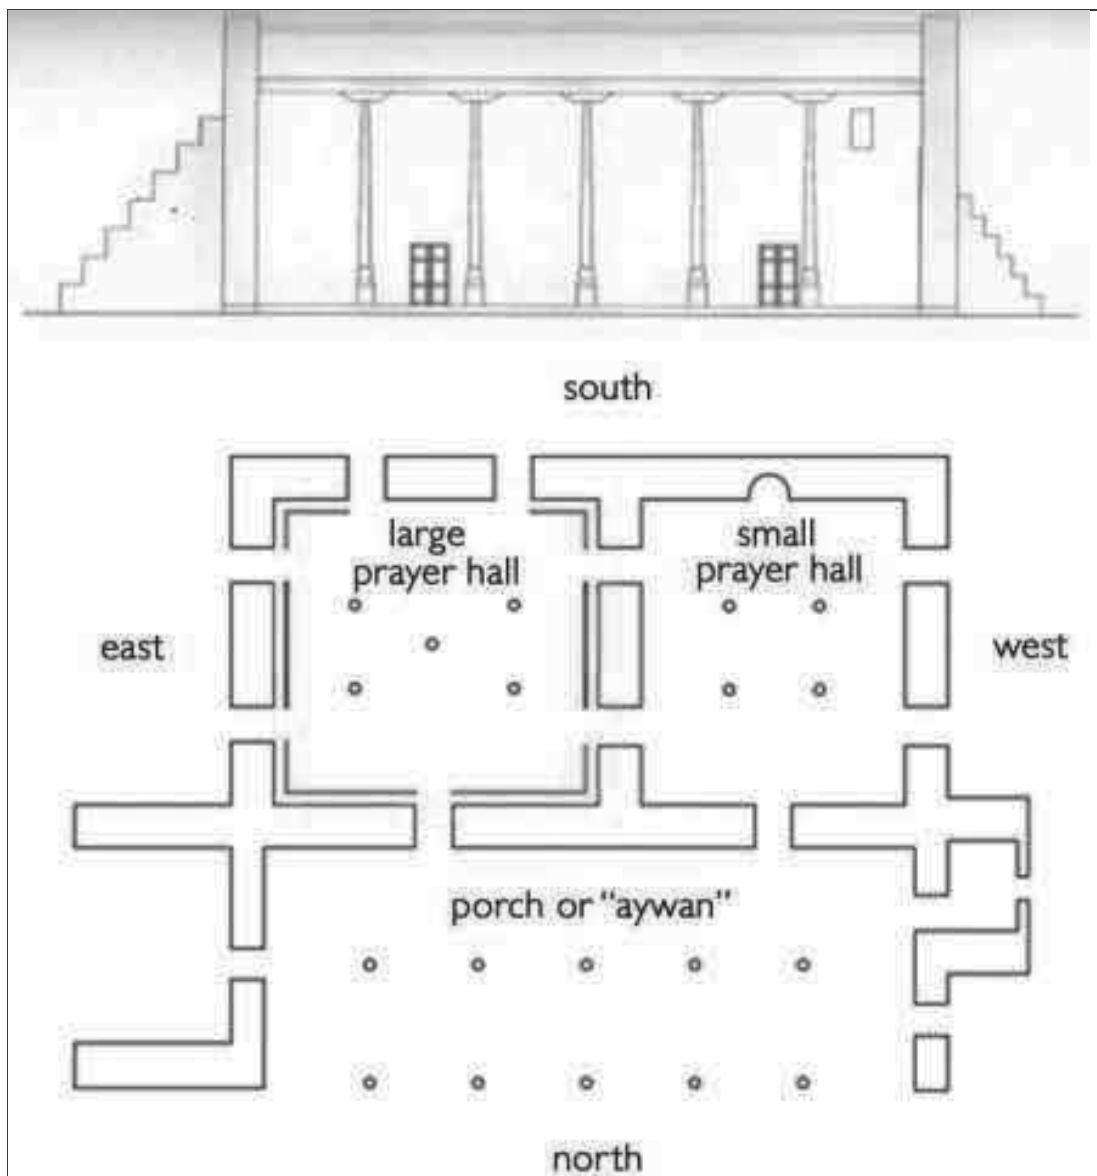 south
large
prayer hall
small
prayer hall
east
west
porch or “aywan”
north